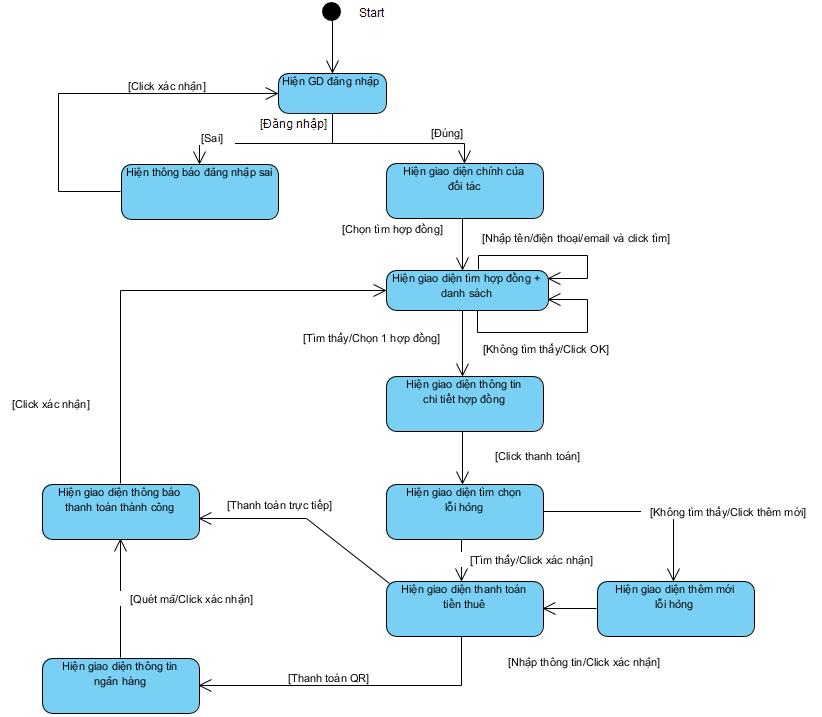 Start
Hiện GD đăng nhập
[Click xác nhận]
[Đăng nhập]
[Sai]
[Đúng]
Hiện thông báo đăng nhập sai
Hiện giao diện chính của
đối tác
[Chọn tìm hợp đồng]
[Nhập tên/điện thoại/email và click tìm]
Hiện giao diện tìm hợp đồng +
danh sách
[Tìm thấy/Chọn 1 hợp đồng]
[Không tìm thấy/Click OK]
Hiện giao diện thông tin
chi tiết hợp đồng
[Click xác nhận]
[Click thanh toán]
Hiện giao diện thông báo
thanh toán thành công
[Thanh toán trực tiếp]
Hiện giao diện tìm chọn
lỗi hỏng
[Không tìm thấy/Click thêm mới]
[Tìm thấy/Click xác nhận]
Hiện giao diện thanh toán
tiền thuê
Hiện giao diện thêm mới
lỗi hỏng
[Quét mã/Click xác nhận]
[Nhập thông tin/Click xác nhận]
Hiện giao diện thông tin
ngân hàng
[Thanh toán QR]